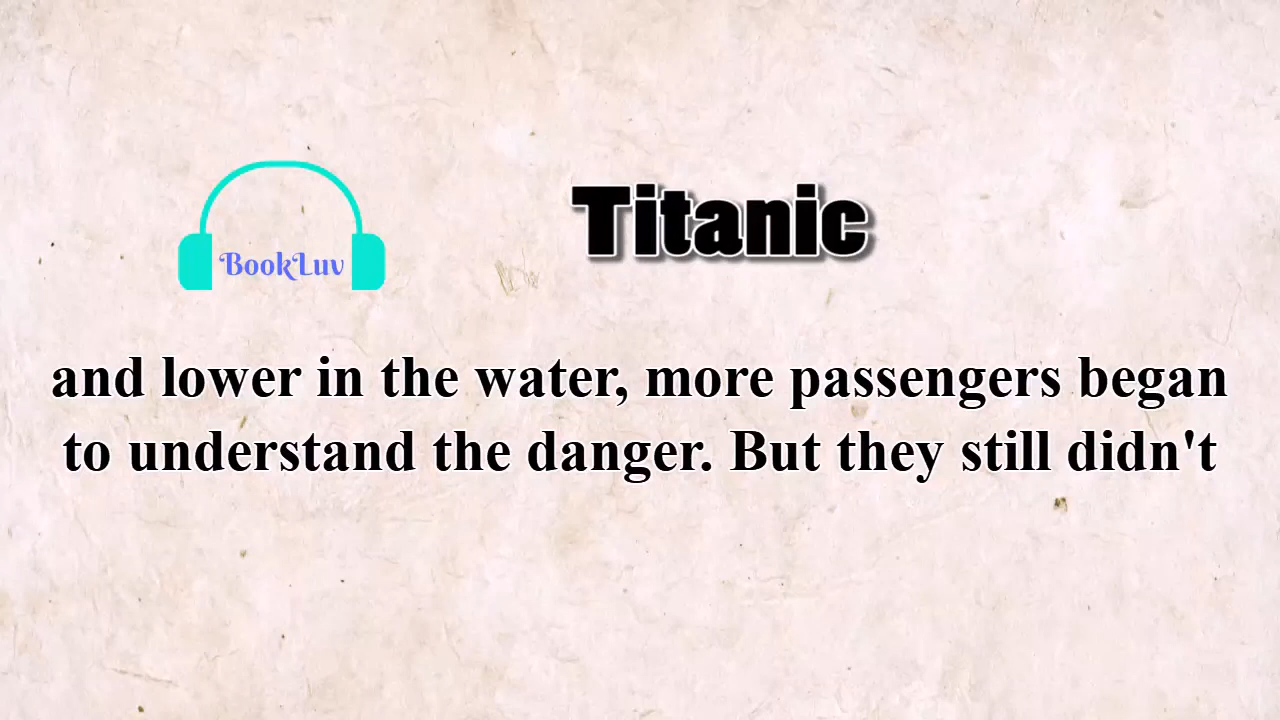 BookLuv
Titanic
and lower in the water, more passengers began
to understand the danger. But they still didn't